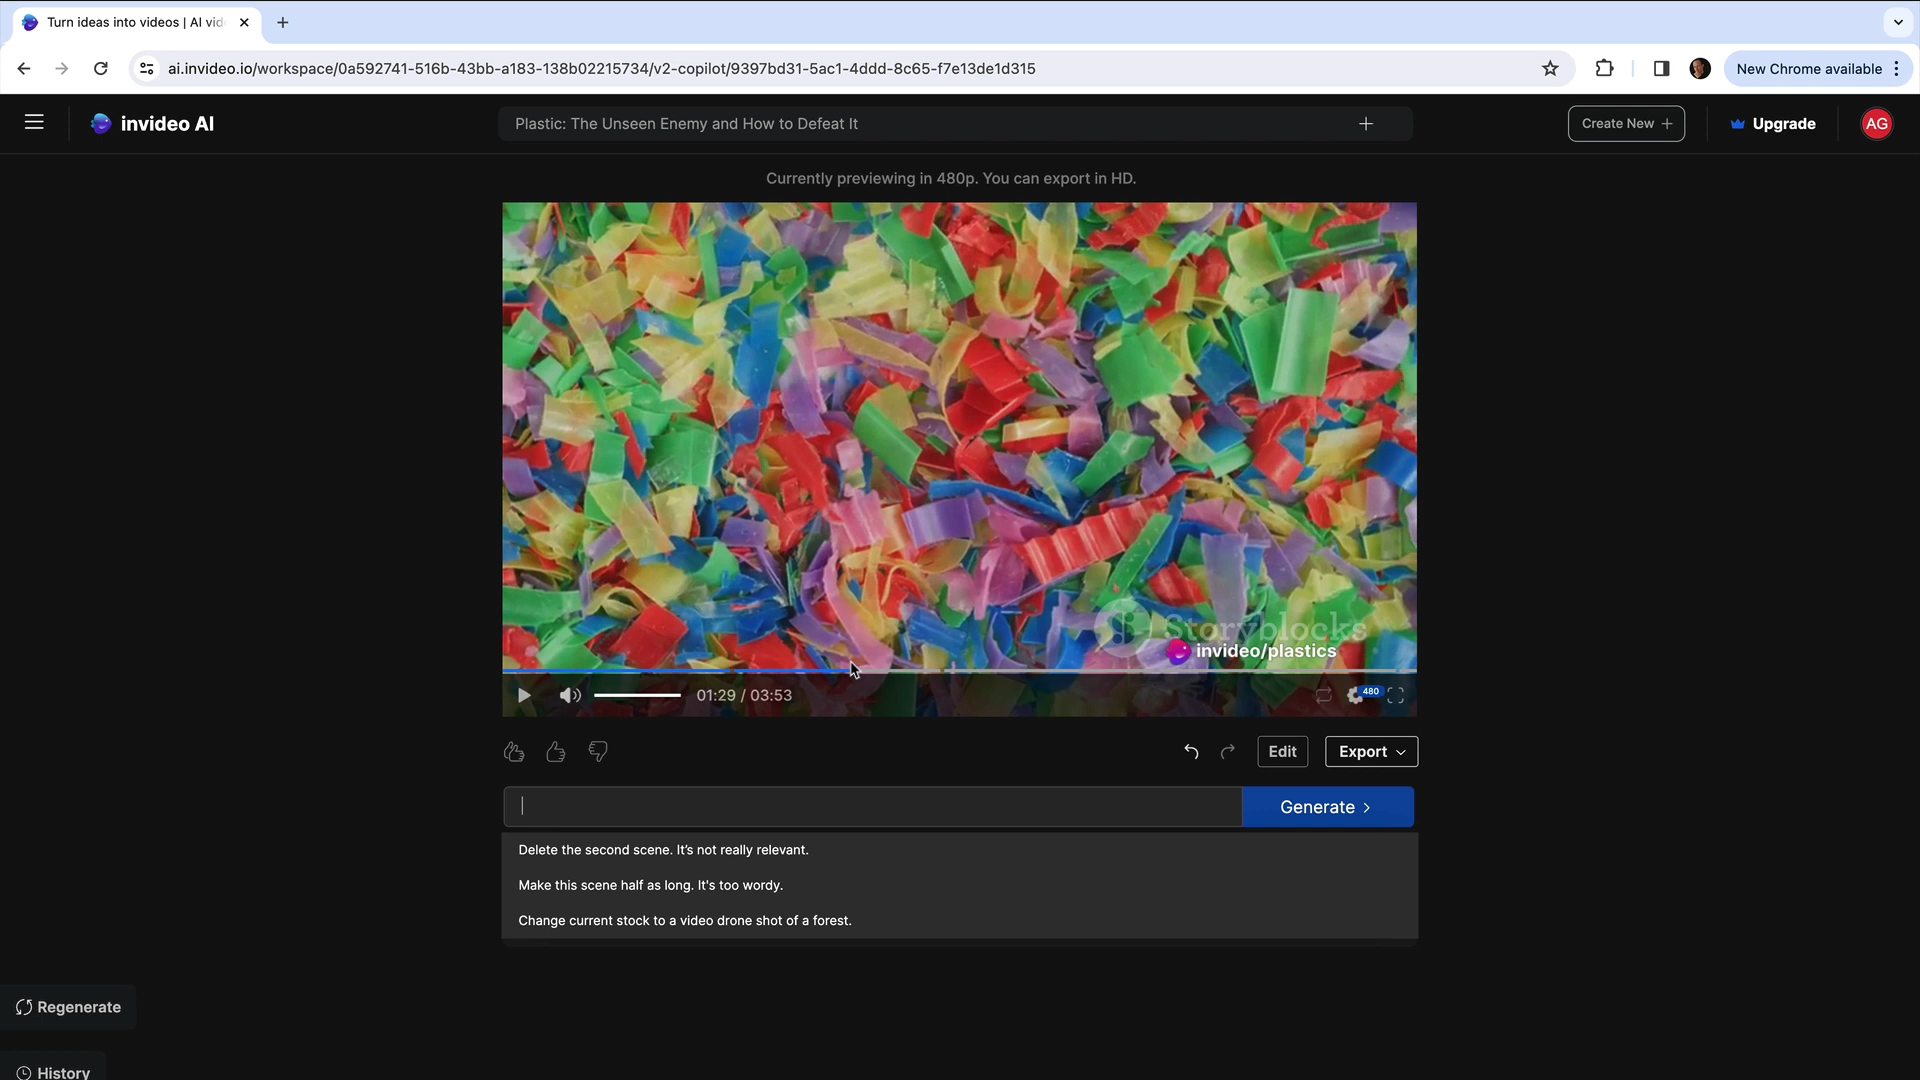 Turn ideas into videos | AI vid
ai.invideo.io/workspace/0a592741-516b-43bb-a183-138b02215734/v2-copilot/9397bd31-5ac1-4ddd-8c65-f7e13de1d315
New Chrome available
invideo AI
Plastic: The Unseen Enemy and How to Defeat It
Create New +
Upgrade
AG
Currently previewing in 480p. You can export in HD.
Storyblocks
invideo/plastics
01:29 / 03:53
480
Edit
Export
Generate >
Delete the second scene. It's not really relevant.
Make this scene half as long. It's too wordy.
Change current stock to a video drone shot of a forest.
Regenerate
History